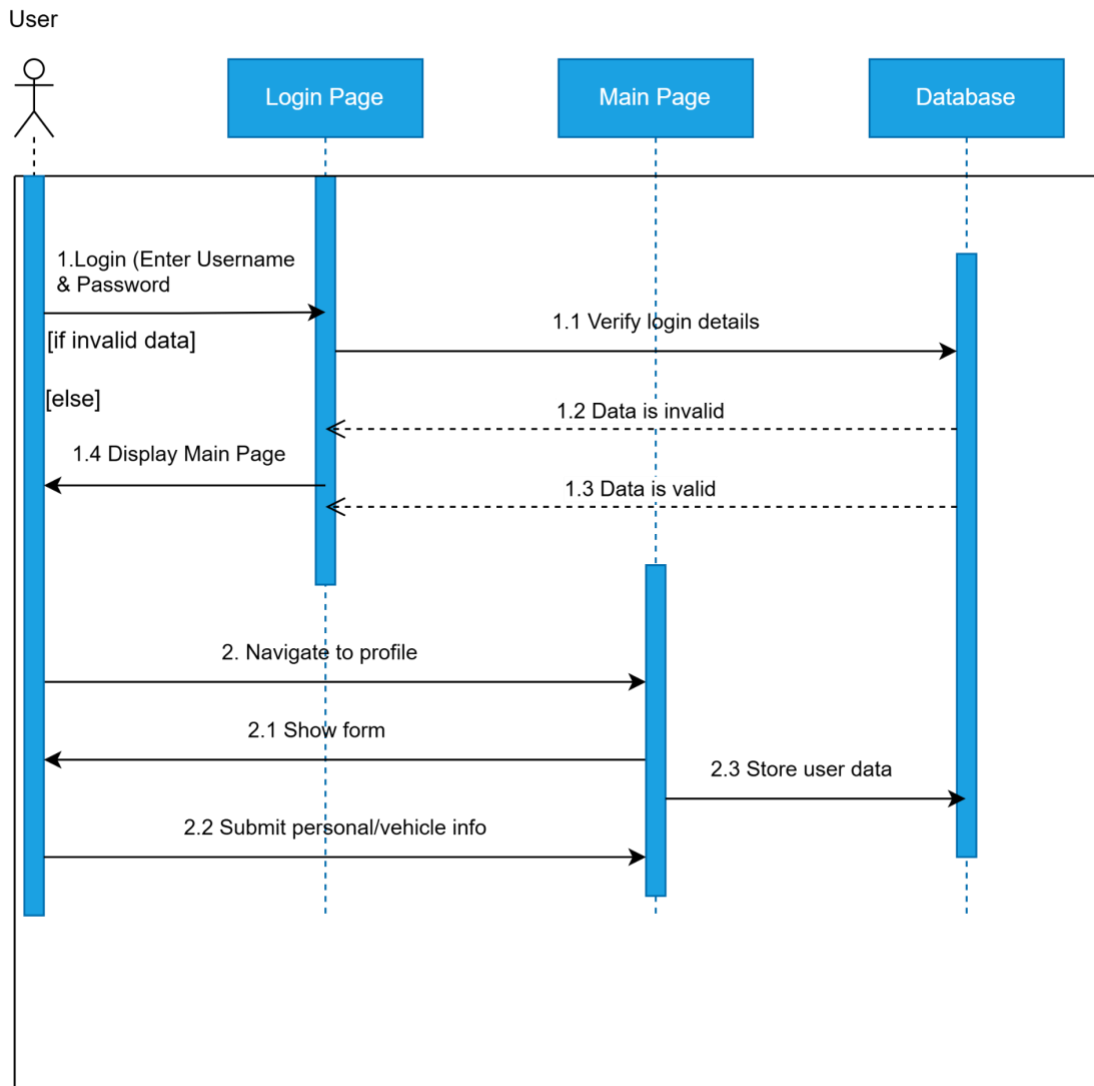 User
Login Page
Main Page
Database
1.Login (Enter Username
& Password
[if invalid data]
1.1 Verify login details
[else]
1.2 Data is invalid
1.4 Display Main Page
1.3 Data is valid
2. Navigate to profile
2.1 Show form
2.3 Store user data
2.2 Submit personal/vehicle info